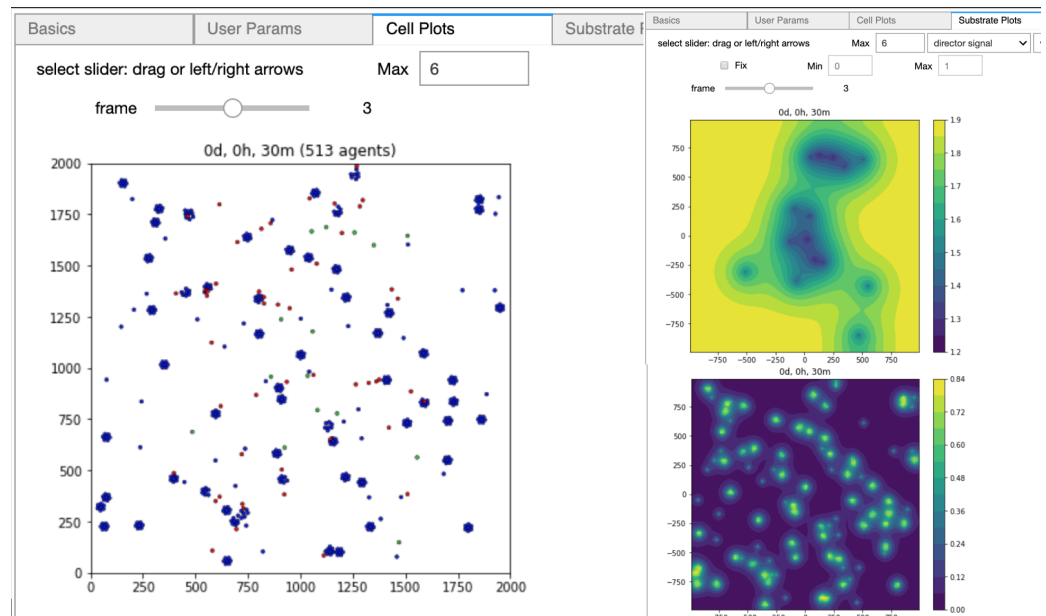 Basics
User Params
Cell Plots
Substrate
select slider: drag or left/right arrows
Max
6
frame
3
0d, 0h, 30m (513 agents)
2000
1750
1500
1250
1000
750
500
250
0
0
250
500
750
1000
1250
1500
1750
2000
Basics
User Params
Cell Plots
Substrate Plots
select slider: drag or left/right arrows
Max
6
director signal
Fix
Min
0
Max
1
frame
3
0d, 0h, 30m
750
500
250
0
−250
−500
−750
−750
−500
−250
0
250
500
750
1.9
1.8
1.7
1.6
1.5
1.4
1.3
1.2
0d, 0h, 30m
750
500
250
0
−250
−500
−750
0.84
0.72
0.60
0.48
0.36
0.24
0.12
0.00